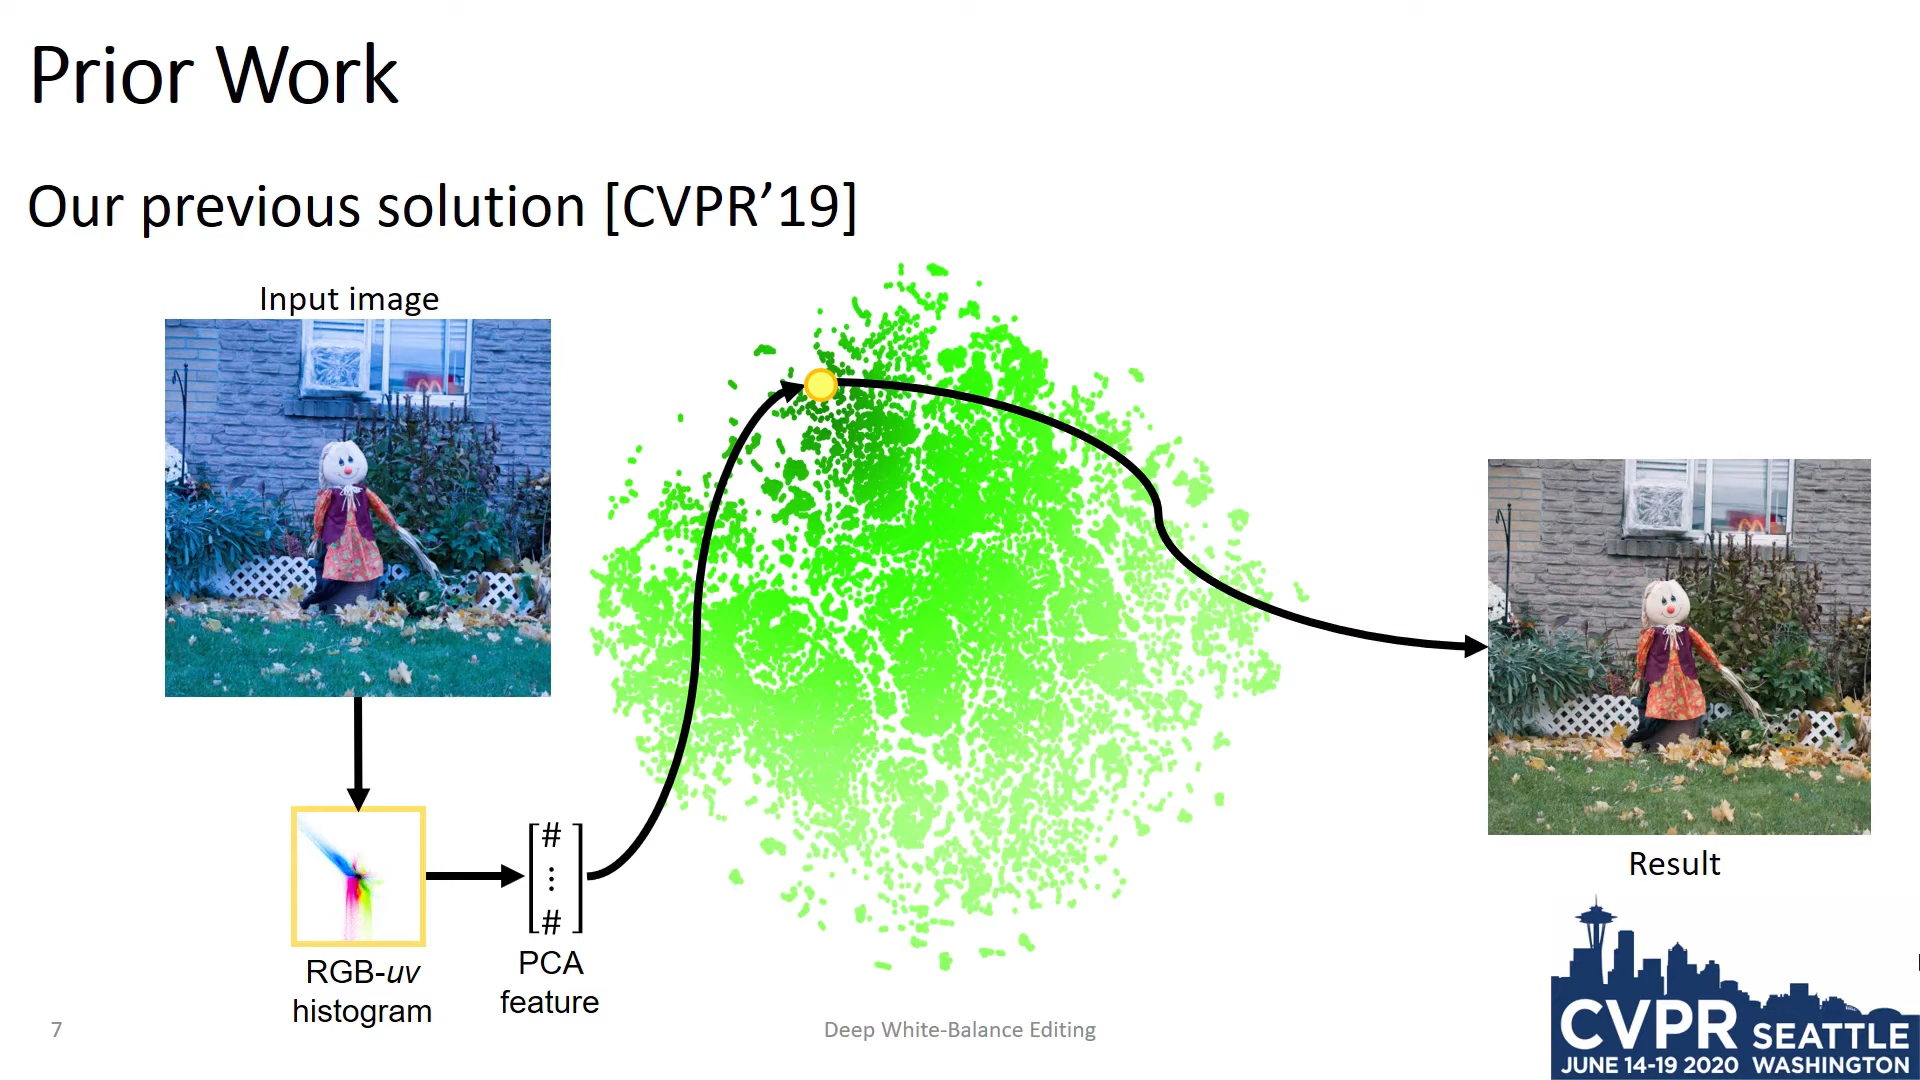 Prior Work
Our previous solution [CVPR’19]
Input image
#
⋮
#
RGB-uv
histogram
PCA
feature
Result
7
Deep White-Balance Editing
CVPR SEATTLE
JUNE 14-19 2020 WASHINGTON